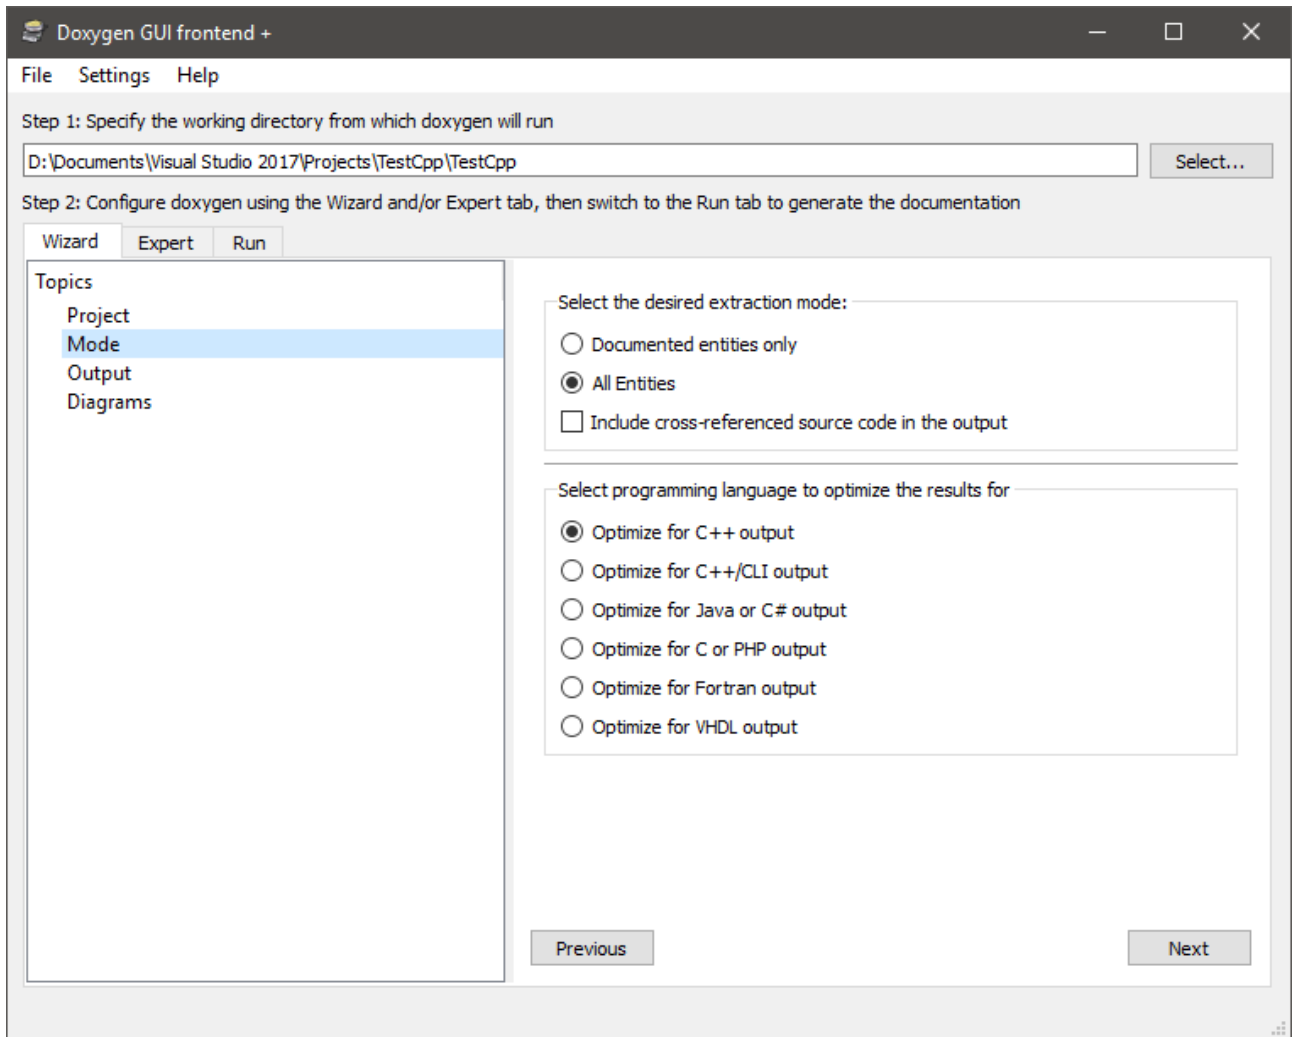 Doxygen GUI frontend +
File Settings Help
Step 1: Specify the working directory from which doxygen will run
D:\Documents\Visual Studio 2017\Projects\TestCpp\TestCpp
Select...
Step 2: Configure doxygen using the Wizard and/or Expert tab, then switch to the Run tab to generate the documentation
Wizard Expert Run
Topics
Project
Mode
Output
Diagrams
Select the desired extraction mode:
Documented entities only
All Entities
Include cross-referenced source code in the output
Select programming language to optimize the results for
Optimize for C++ output
Optimize for C++/CLI output
Optimize for Java or C# output
Optimize for C or PHP output
Optimize for Fortran output
Optimize for VHDL output
Previous
Next